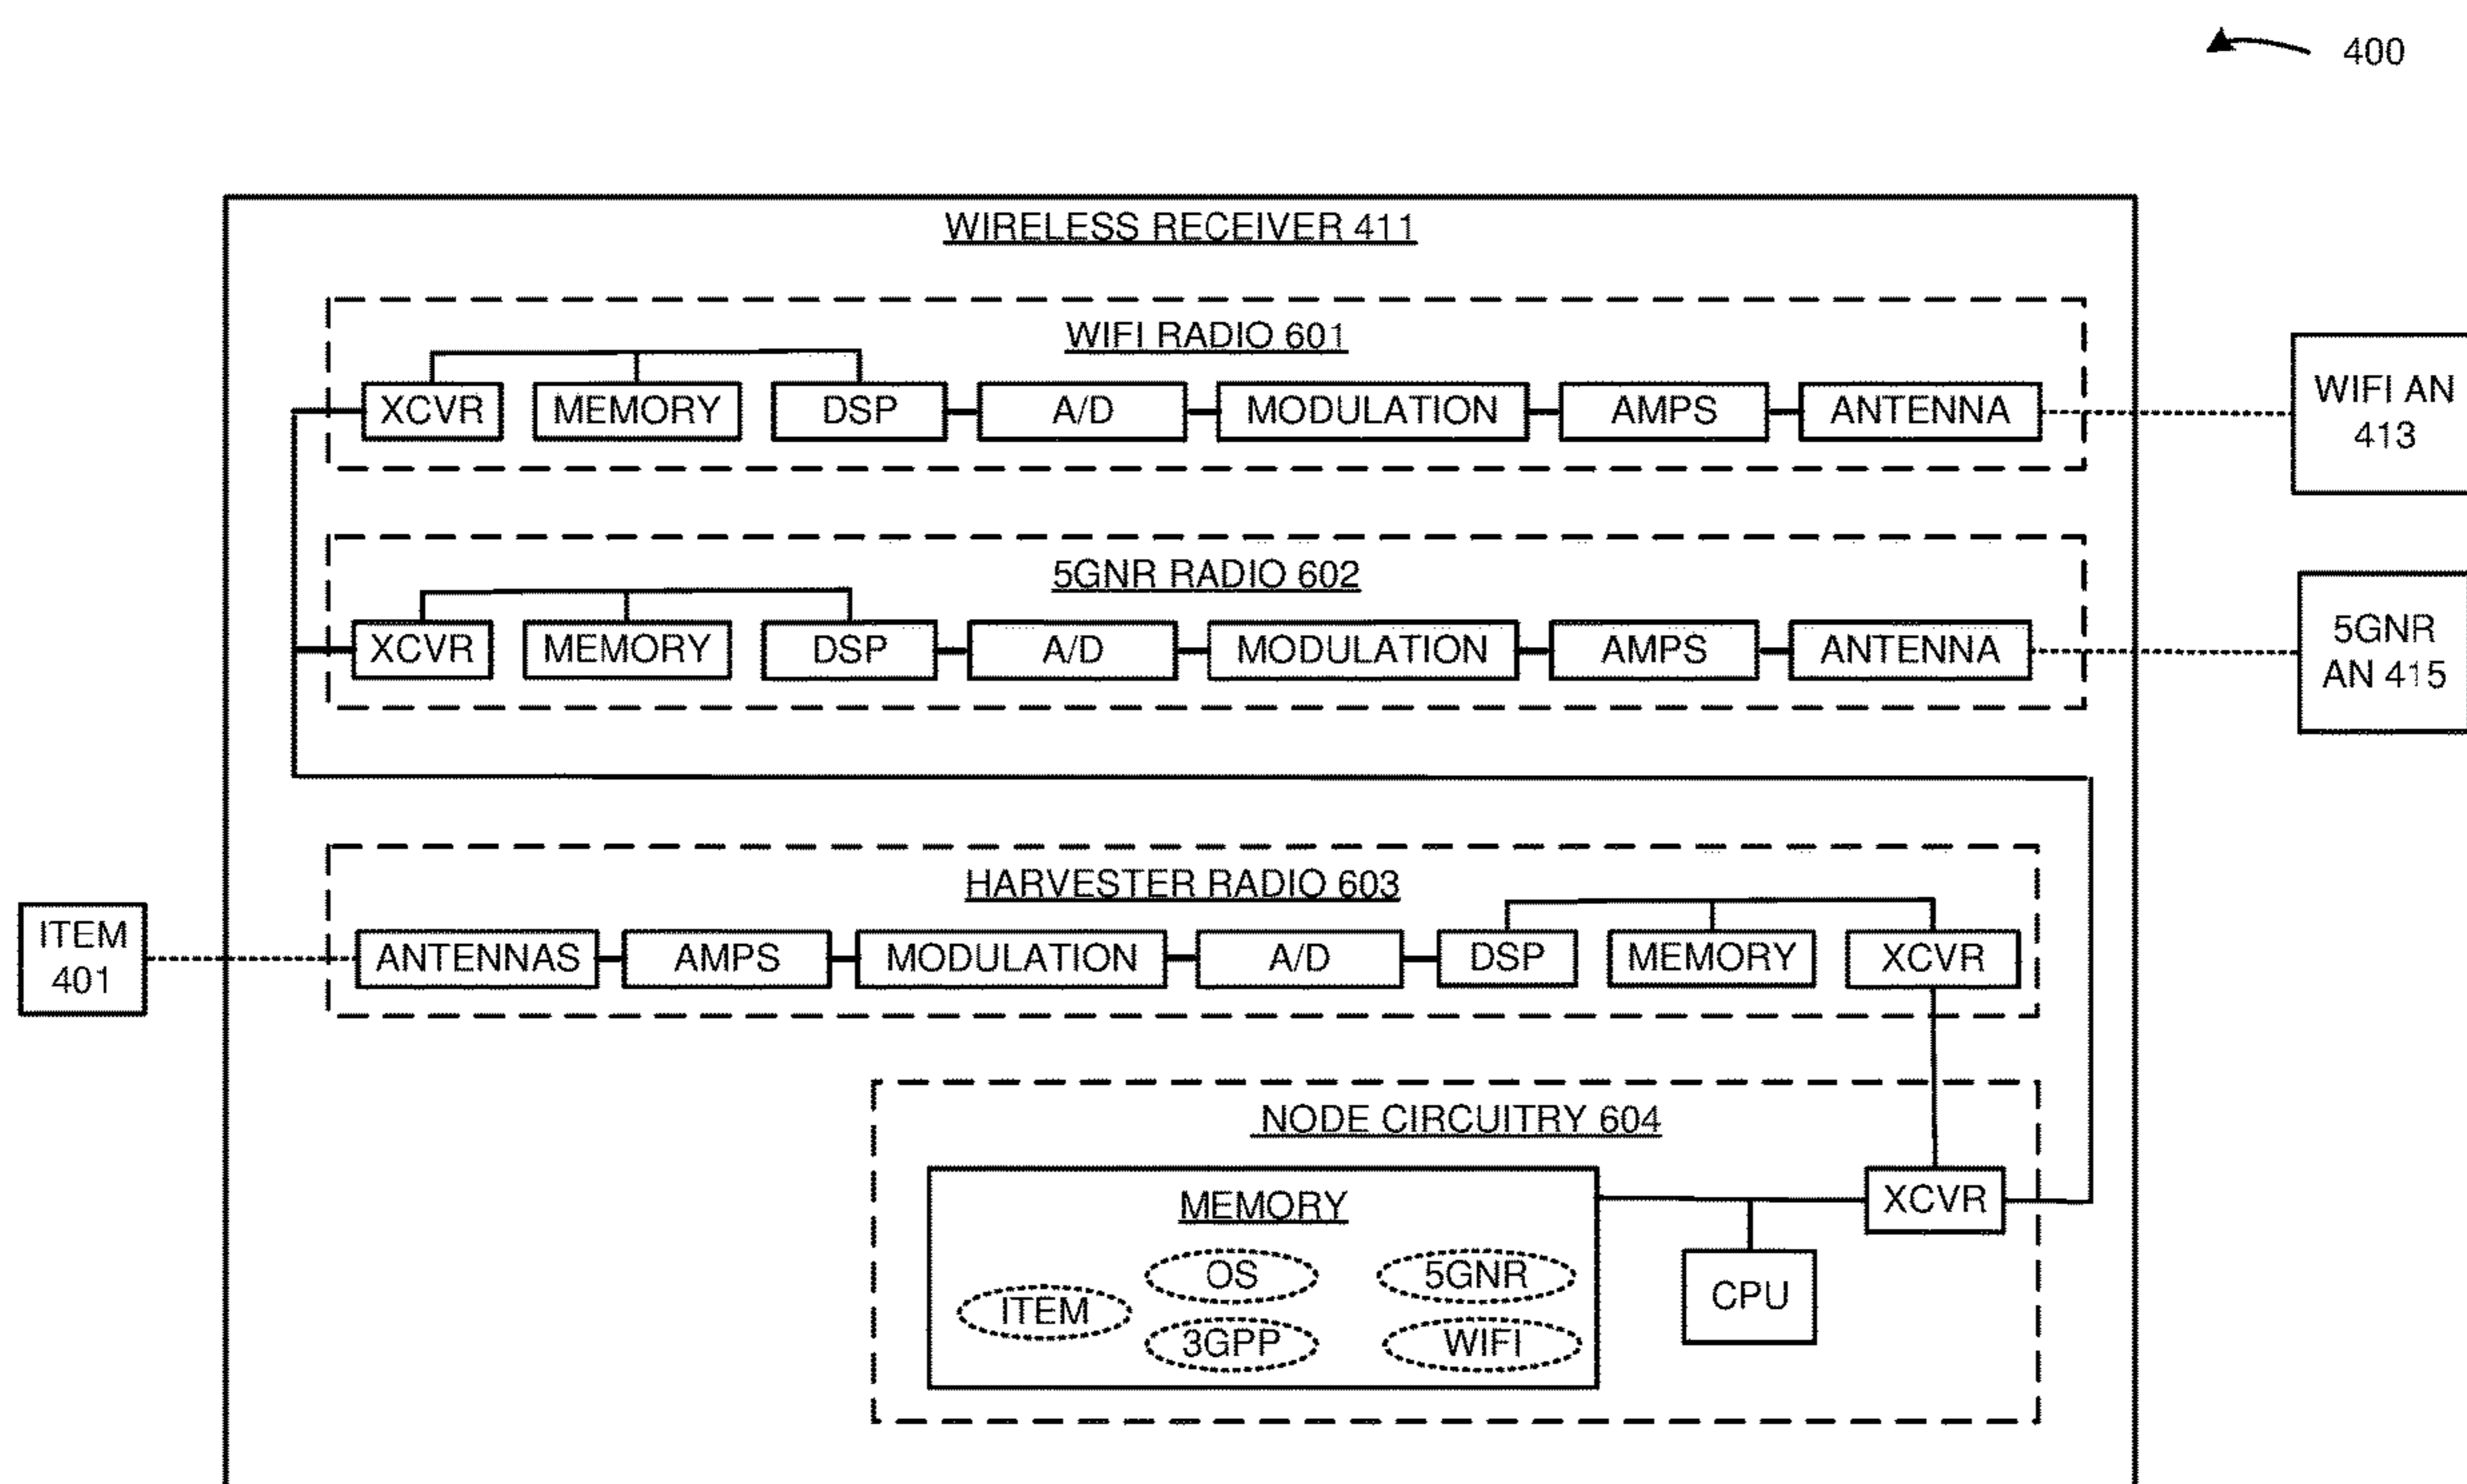 400
WIRELESS RECEIVER 411
WIFI RADIO 601
XCVR MEMORY DSP A/D MODULATION AMPS ANTENNA
WIFI AN
413
5GNR RADIO 602
XCVR MEMORY DSP A/D MODULATION AMPS ANTENNA
5GNR
AN 415
HARVESTER RADIO 603
ITEM
401
ANTENNAS AMPS MODULATION A/D DSP MEMORY XCVR
NODE CIRCUITRY 604
MEMORY
XCVR
OS 5GNR
ITEM
CPU
3GPP WIFI